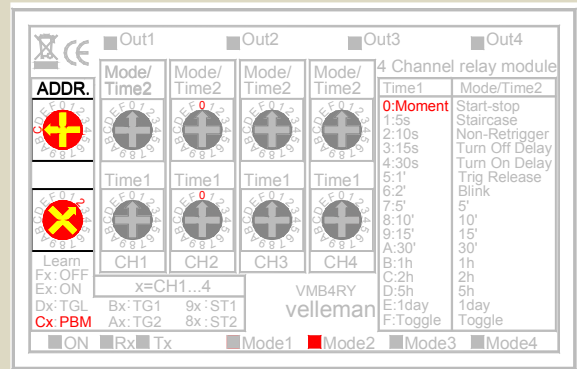 Out1 Out2 Out3 Out4
4 Channel relay module
ADDR.
Mode/ Mode/ Mode/ Mode/
Time2 Time2 Time2 Time2
Time1 Mode/Time2
0:Moment Start-stop
1:5s Staircase
2:10s Non-Retrigger
3:15s Turn Off Delay
4:30s Turn On Delay
5:1' Trig Release
6:2' Blink
7:5' 5'
8:10' 10'
9:15' 15'
A:30' 30'
B:1h 1h
C:2h 2h
D:5h 5h
E:1day 1day
F:Toggle Toggle
Time1 Time1 Time1 Time1
CH1 CH2 CH3 CH4
Learn
Fx:OFF
Ex:ON
Dx:TGL
Cx:PBM
x=CH1...4
Bx:TG1 9x:ST1
Ax:TG2 8x:ST2
VMB4RY
velleman
ON Rx Tx Mode1 Mode2 Mode3 Mode4